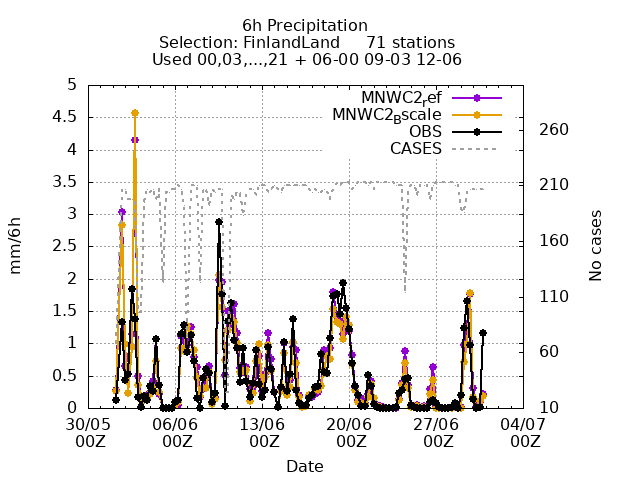 6h Precipitation
Selection: FinlandLand 71 stations
Used 00,03,...,21 + 06-00 09-03 12-06
MNWC2ref
MNWC2Bscale
OBS
CASES
5
4.5
4
3.5
3
2.5
2
1.5
1
0.5
0
mm/6h
260
210
160
110
60
10
No cases
30/05 06/06 13/06 20/06 27/06 04/07
00Z 00Z 00Z 00Z 00Z 00Z
Date